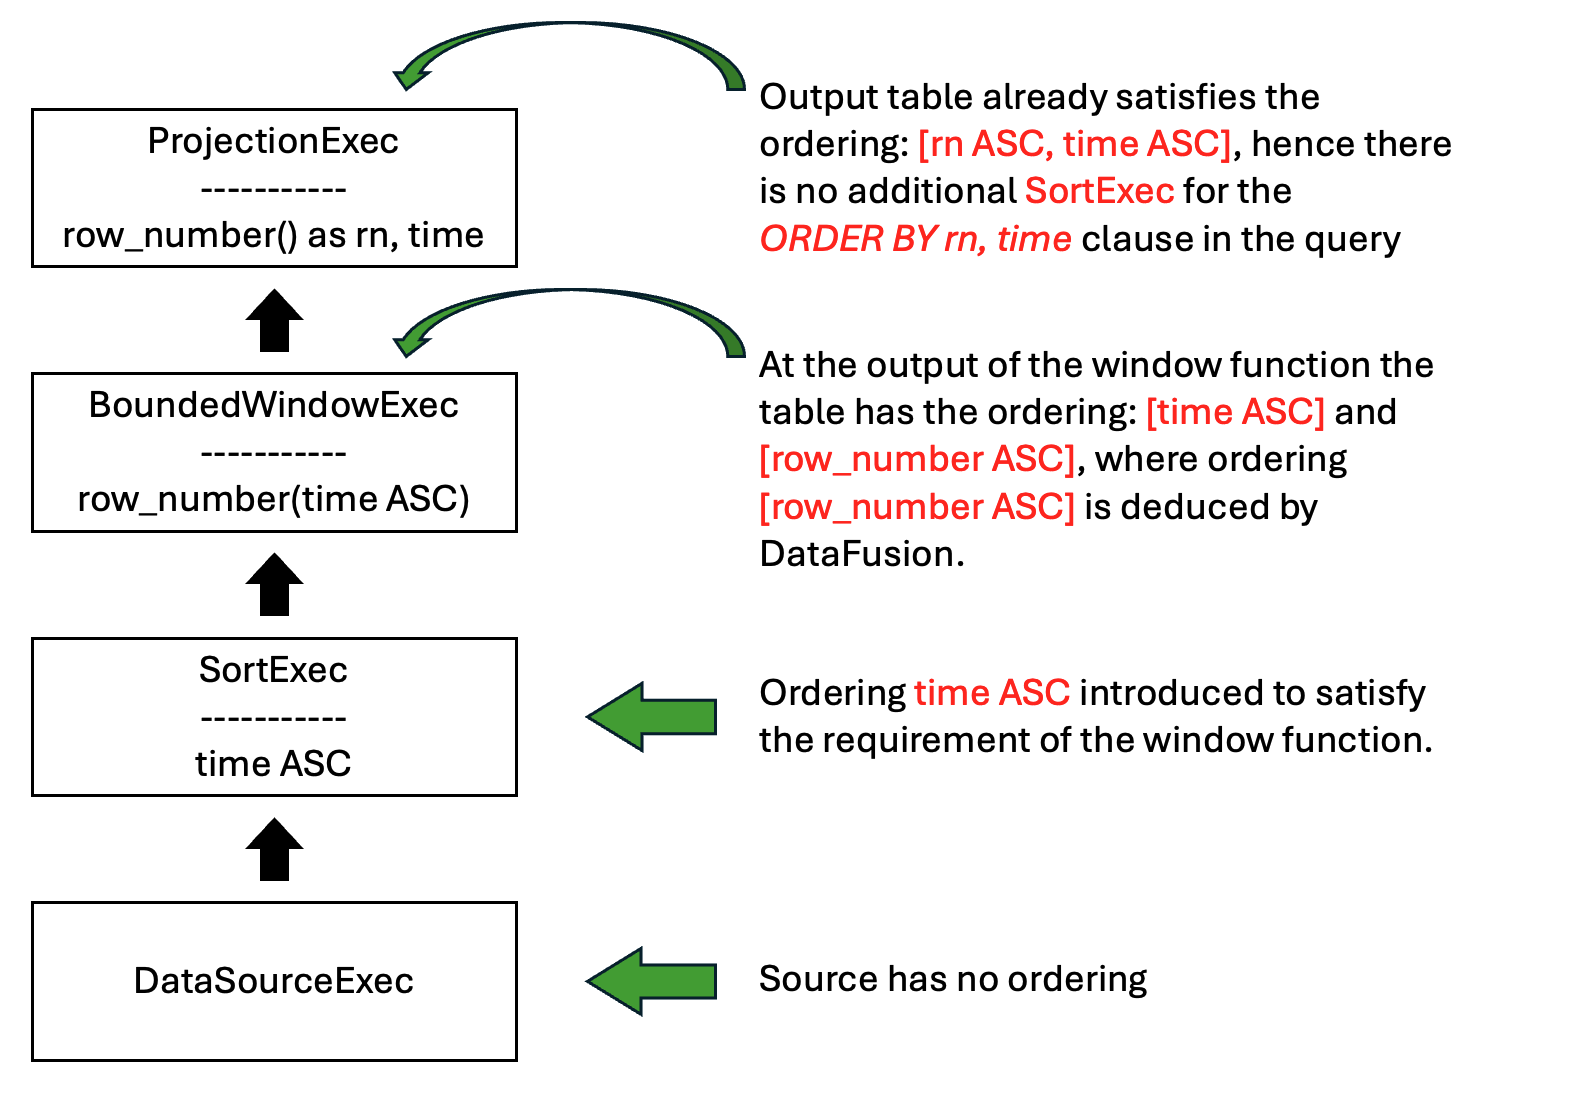 ProjectionExec
-----------
row_number() as rn, time
Output table already satisfies the
ordering: [rn ASC, time ASC], hence there
is no additional SortExec for the
ORDER BY rn, time clause in the query
BoundedWindowExec
-----------
row_number(time ASC)
At the output of the window function the
table has the ordering: [time ASC] and
[row_number ASC], where ordering
[row_number ASC] is deduced by
DataFusion.
SortExec
-----------
time ASC
Ordering time ASC introduced to satisfy
the requirement of the window function.
DataSourceExec
Source has no ordering